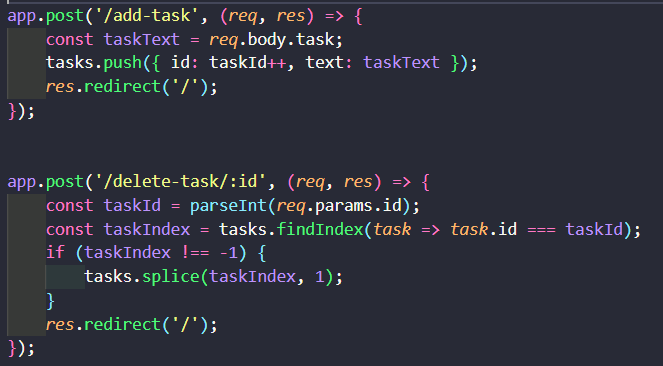 app.post('/add-task', (req, res) => {
    const taskText = req.body.task;
    tasks.push({ id: taskId++, text: taskText });
    res.redirect('/');
});
app.post('/delete-task/:id', (req, res) => {
    const taskId = parseInt(req.params.id);
    const taskIndex = tasks.findIndex(task => task.id === taskId);
    if (taskIndex !== -1) {
        tasks.splice(taskIndex, 1);
    }
    res.redirect('/');
});